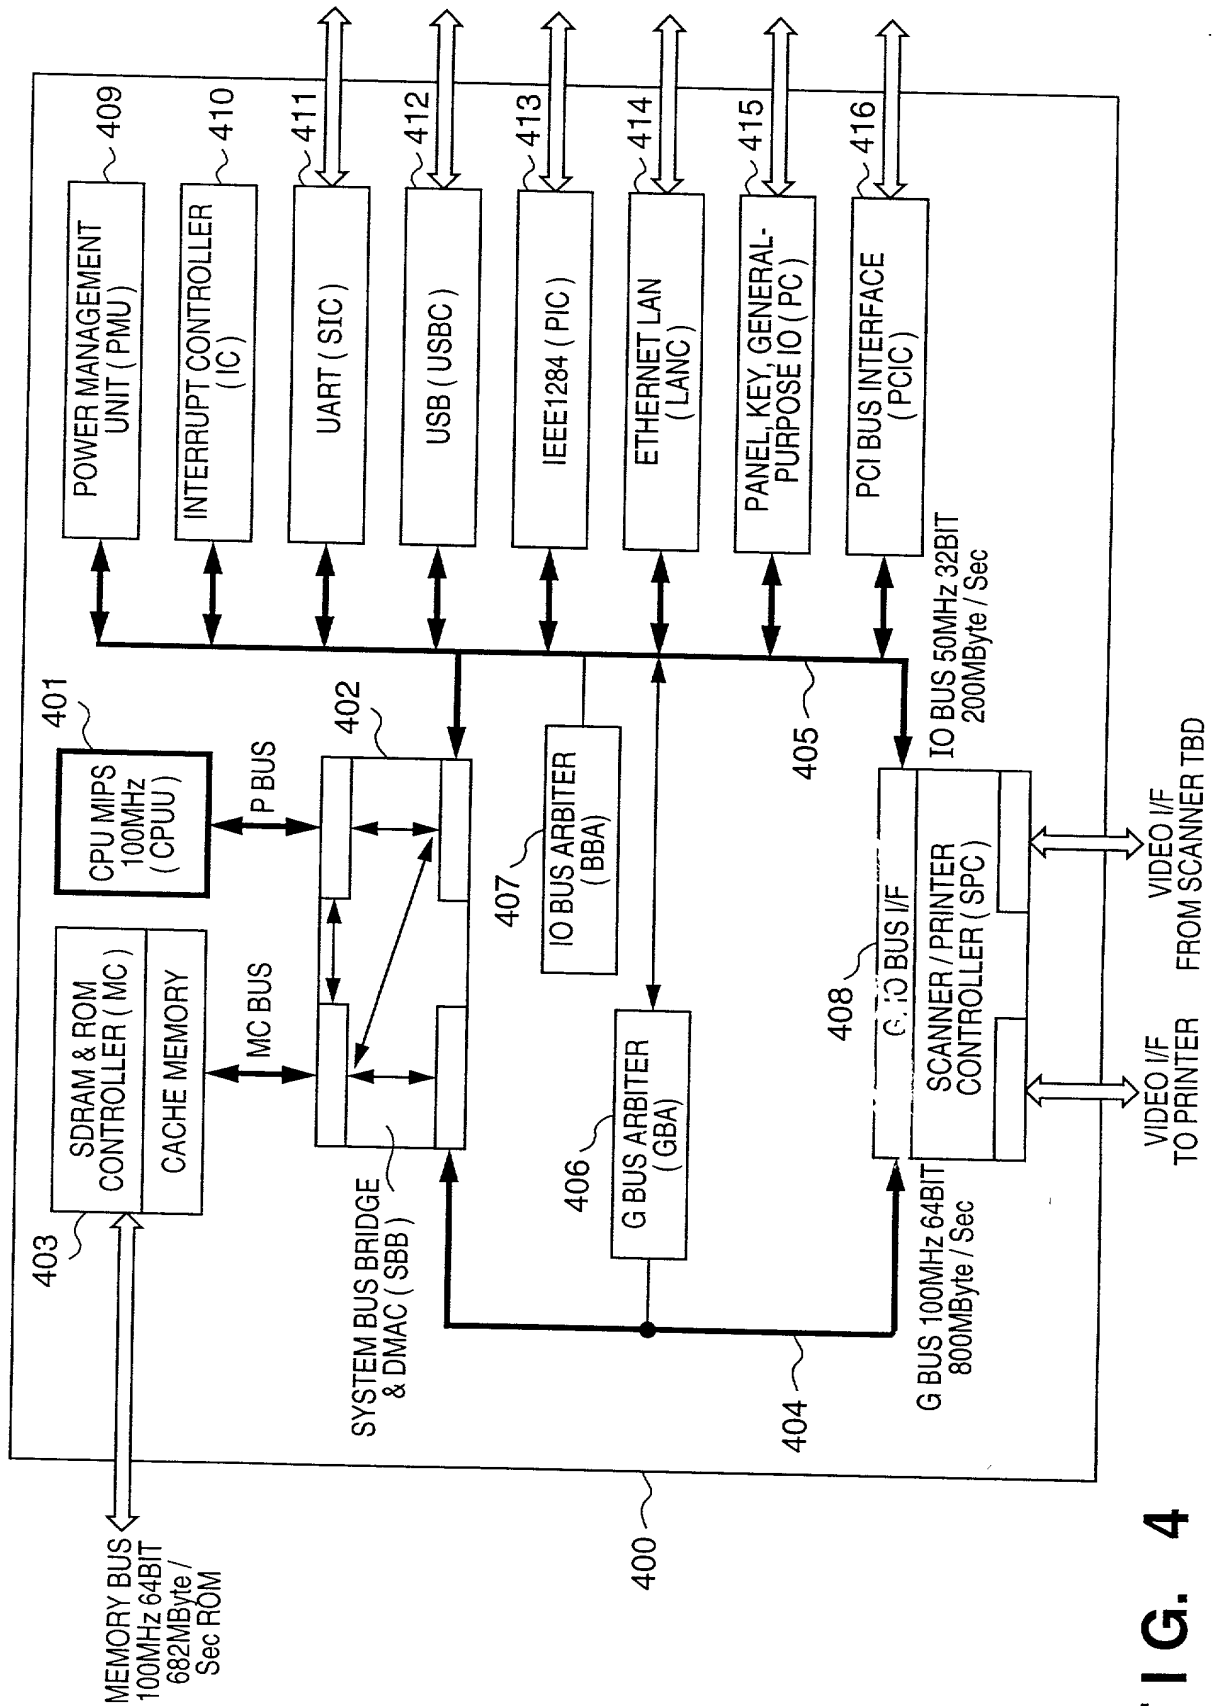 MEMORY BUS
100MHz 64BIT
682MByte /
Sec ROM
403
SDRAM & ROM
CONTROLLER ( MC )
CACHE MEMORY
MC BUS
401
CPU MIPS
100MHz
( CPUU )
P BUS
402
SYSTEM BUS BRIDGE
& DMAC ( SBB )
POWER MANAGEMENT
UNIT ( PMU )
409
INTERRUPT CONTROLLER
( IC )
410
UART ( SIC )
411
USB ( USBC )
412
IEEE1284 ( PIC )
413
ETHERNET LAN
( LANC )
414
PANEL, KEY, GENERAL-
PURPOSE IO ( PC )
415
PCI BUS INTERFACE
( PCIC )
416
407
IO BUS ARBITER
( BBA )
406
G BUS ARBITER
( GBA )
405
404
400
IO BUS 50MHz 32BIT
200MByte / Sec
G BUS 100MHz 64BIT
800MByte / Sec
408
G, IO BUS I/F
SCANNER / PRINTER
CONTROLLER ( SPC )
VIDEO I/F
TO PRINTER
VIDEO I/F
FROM SCANNER TBD
IG. 4